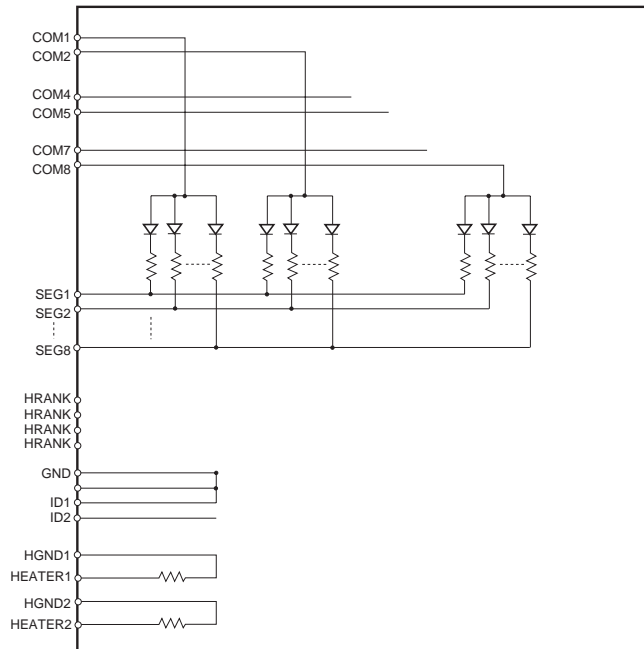 COM1
COM2
COM4
COM5
COM7
COM8
SEG1
SEG2
SEG8
HRANK
HRANK
HRANK
HRANK
GND
ID1
ID2
HGND1
HEATER1
HGND2
HEATER2